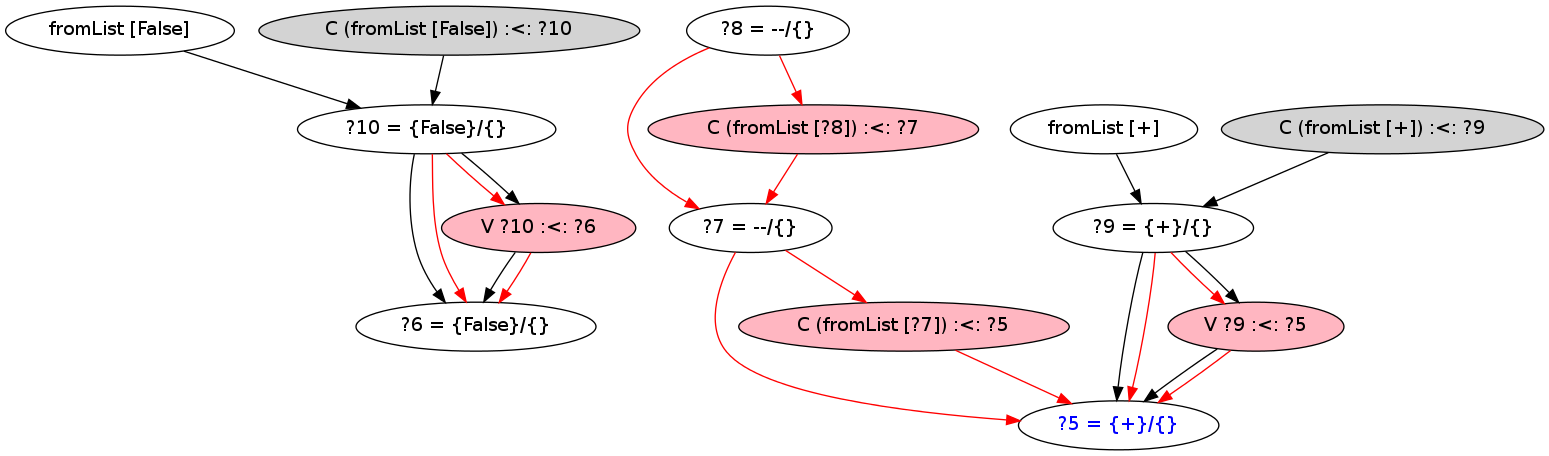 fromList [False]
C (fromList [False]) :<: ?10
?8 = --/{}
?10 = {False}/{}
C (fromList [?8]) :<: ?7
fromList [+]
C (fromList [+]) :<: ?9
V ?10 :<: ?6
?7 = --/{}
?9 = {+}/{}
?6 = {False}/{}
C (fromList [?7]) :<: ?5
V ?9 :<: ?5
?5 = {+}/{}